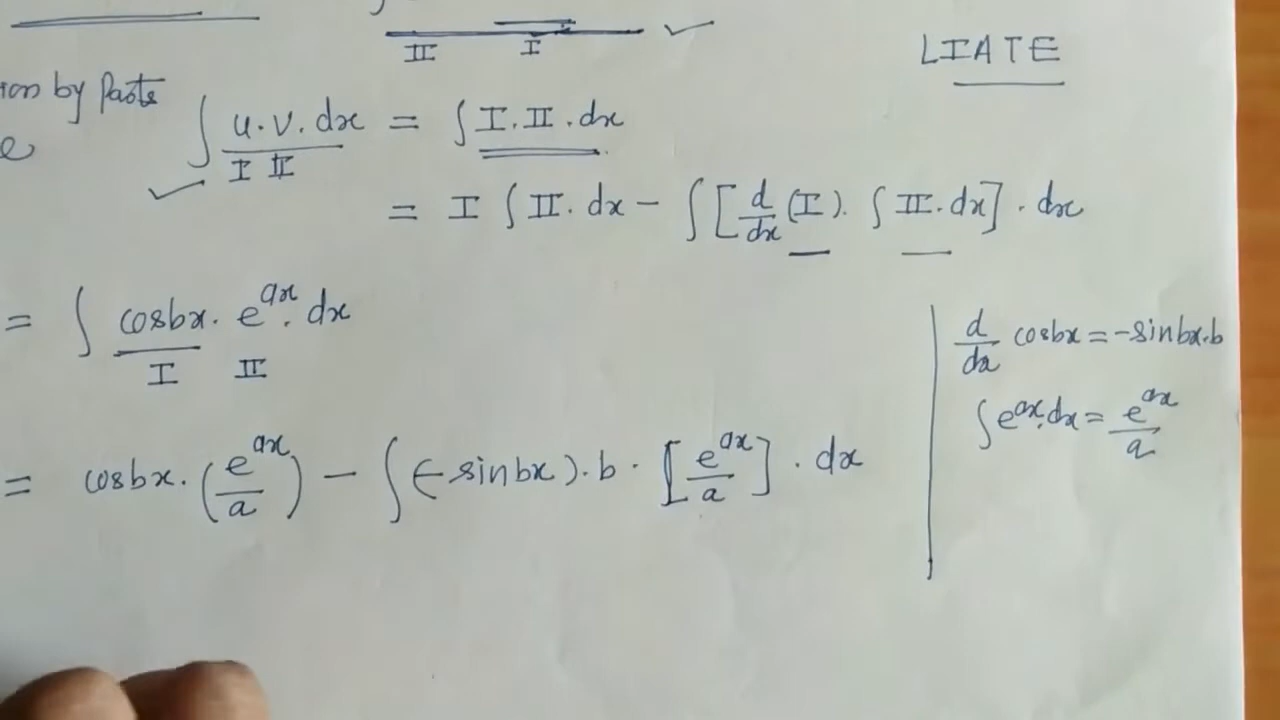 II I
LIATE
ion by Parts
∫ u.v.dx = ∫ I.II.dx
I II
= I ∫ II.dx - ∫ [d/dx (I). ∫ II.dx].dx
= ∫ cosbx. e^ax. dx
I II
d/dx cosbx = -sinbx.b
∫ e^ax.dx = e^ax/a
= cosbx.(e^ax/a) - ∫(-sinbx).b.[e^ax/a].dx